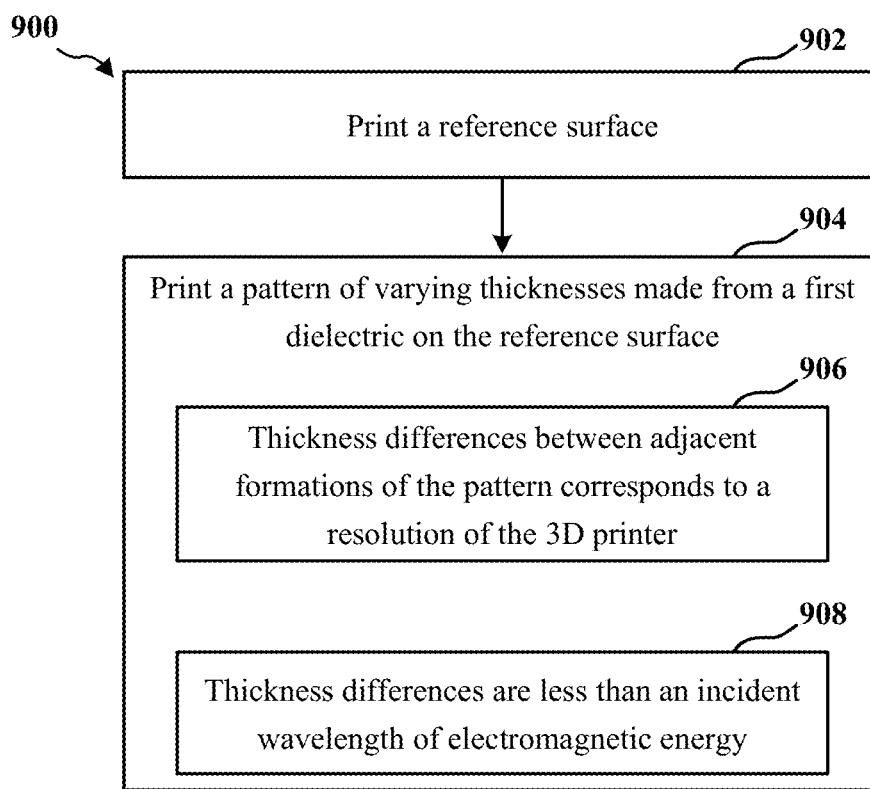 900
902
Print a reference surface
904
Print a pattern of varying thicknesses made from a first
dielectric on the reference surface
906
Thickness differences between adjacent
formations of the pattern corresponds to a
resolution of the 3D printer
908
Thickness differences are less than an incident
wavelength of electromagnetic energy